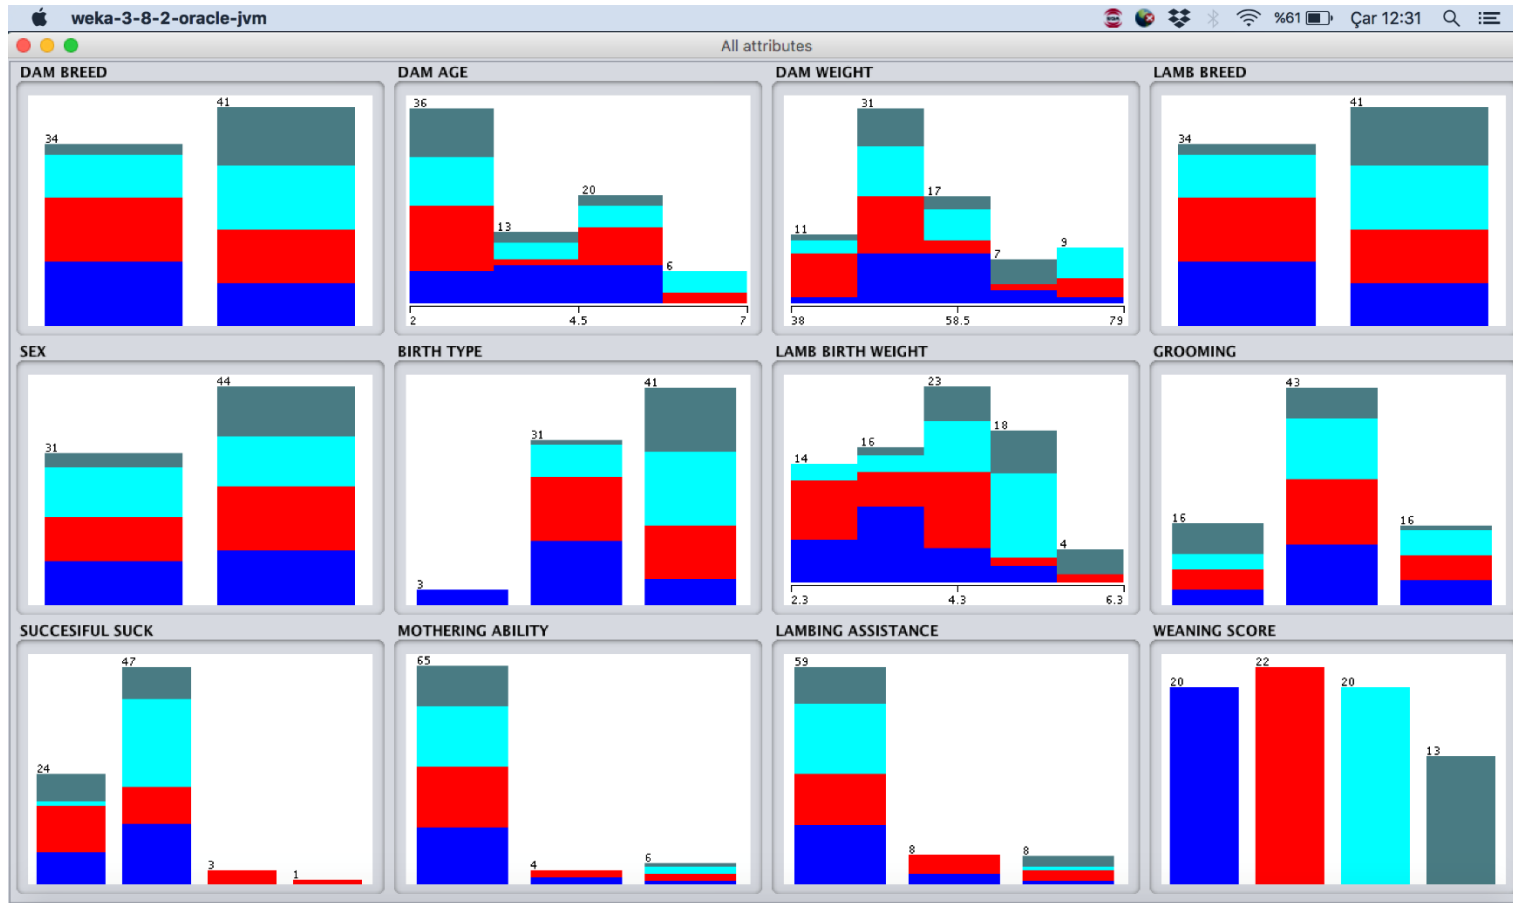 weka-3-8-2-oracle-jvm %61 Çar 12:31
All attributes
DAM BREED DAM AGE DAM WEIGHT LAMB BREED
34 41
36 13 20 6
2 4.5 7
11 31 17 7 9
38 58.5 79
34 41
SEX BIRTH TYPE LAMB BIRTH WEIGHT GROOMING
31 44
3 31 41
14 16 23 18 4
2.3 4.3 6.3
16 43 16
SUCCESIFUL SUCK MOTHERING ABILITY LAMBING ASSISTANCE WEANING SCORE
24 47 3 1
65 4 6
59 8 8
20 22 20 13